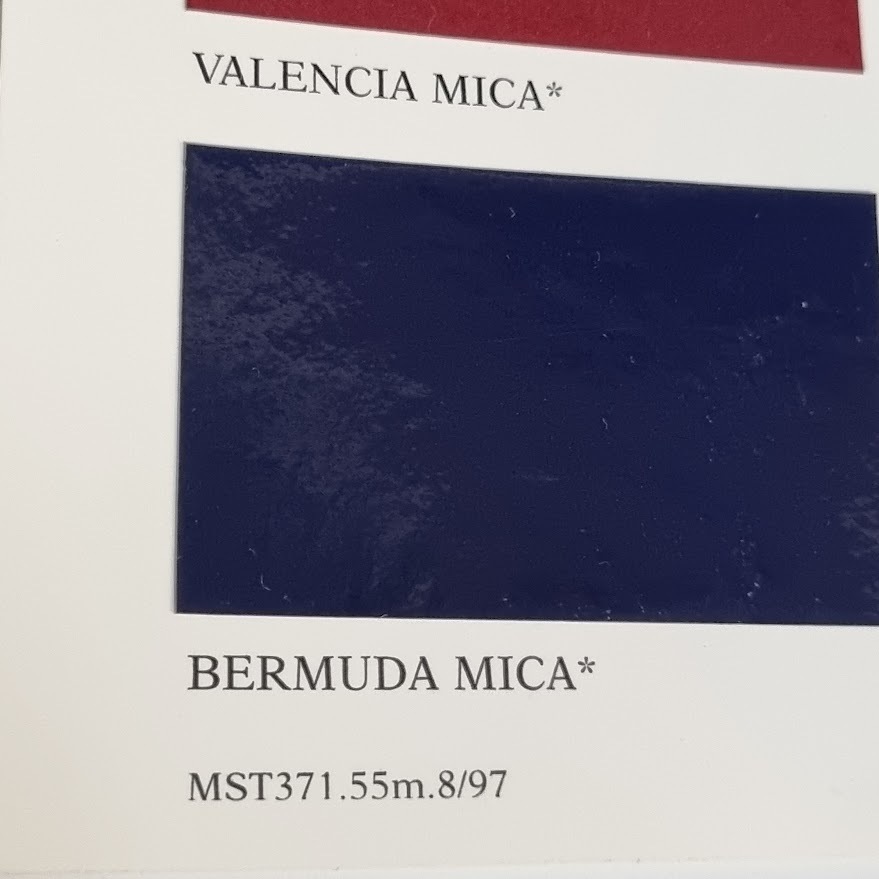 VALENCIA MICA*
BERMUDA MICA*
MST371.55m.8/97